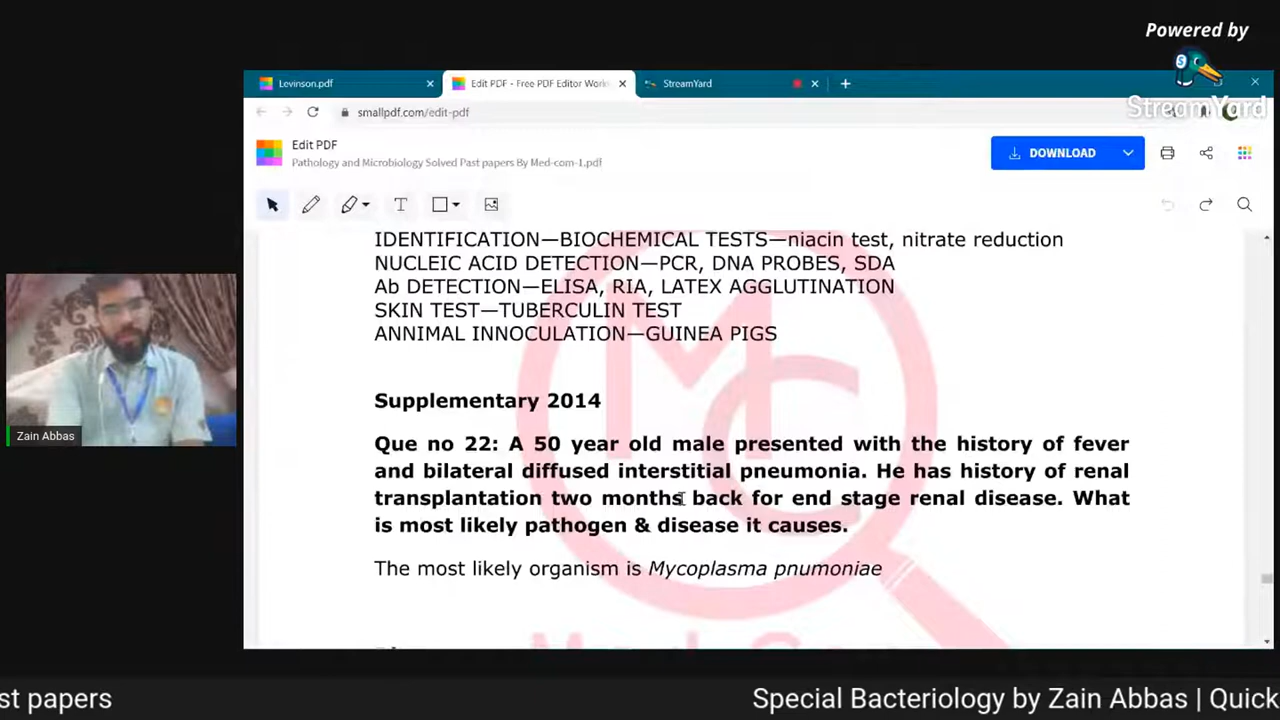 Powered by
StreamYard
Levinson.pdf
Edit PDF - Free PDF Editor Work
StreamYard
smallpdf.com/edit-pdf
Edit PDF
Pathology and Microbiology Solved Past papers By Med-com-1.pdf
DOWNLOAD
T
IDENTIFICATION—BIOCHEMICAL TESTS—niacin test, nitrate reduction
NUCLEIC ACID DETECTION—PCR, DNA PROBES, SDA
Ab DETECTION—ELISA, RIA, LATEX AGGLUTINATION
SKIN TEST—TUBERCULIN TEST
ANNIMAL INNOCULATION—GUINEA PIGS
Supplementary 2014
Que no 22: A 50 year old male presented with the history of fever
and bilateral diffused interstitial pneumonia. He has history of renal
transplantation two months back for end stage renal disease. What
is most likely pathogen & disease it causes.
The most likely organism is Mycoplasma pnumoniae
MC
Zain Abbas
st papers
Special Bacteriology by Zain Abbas | Quick